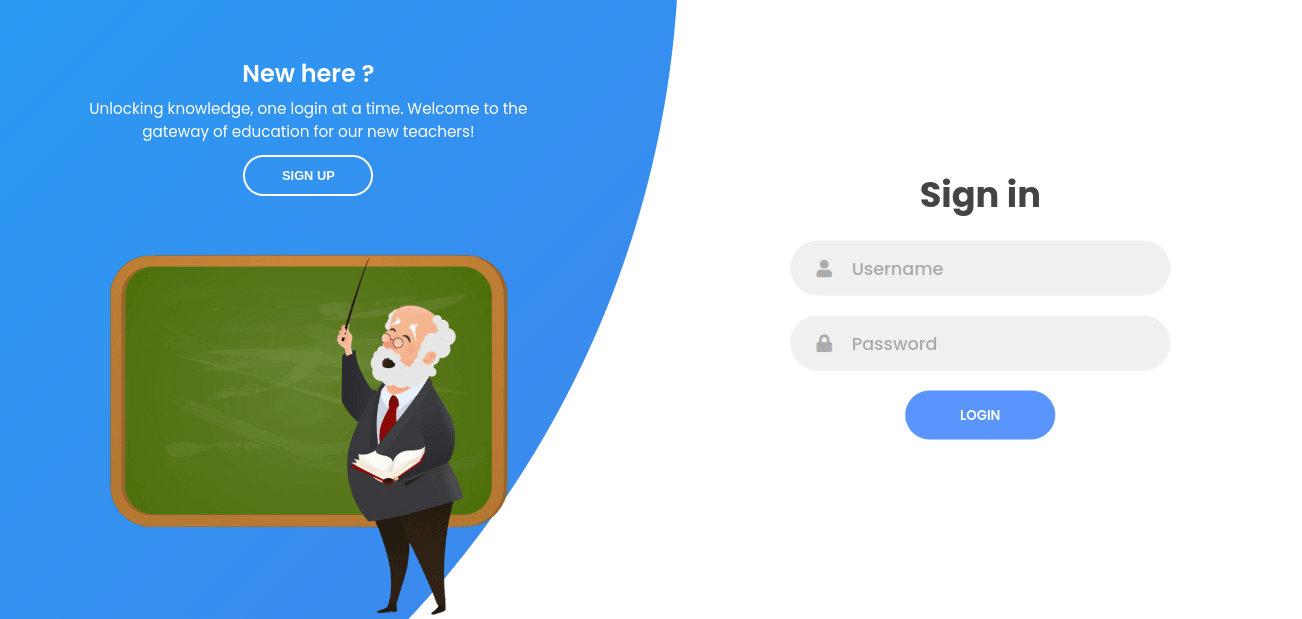 New here ?
Unlocking knowledge, one login at a time. Welcome to the
gateway of education for our new teachers!
SIGN UP
Sign in
Username
Password
LOGIN